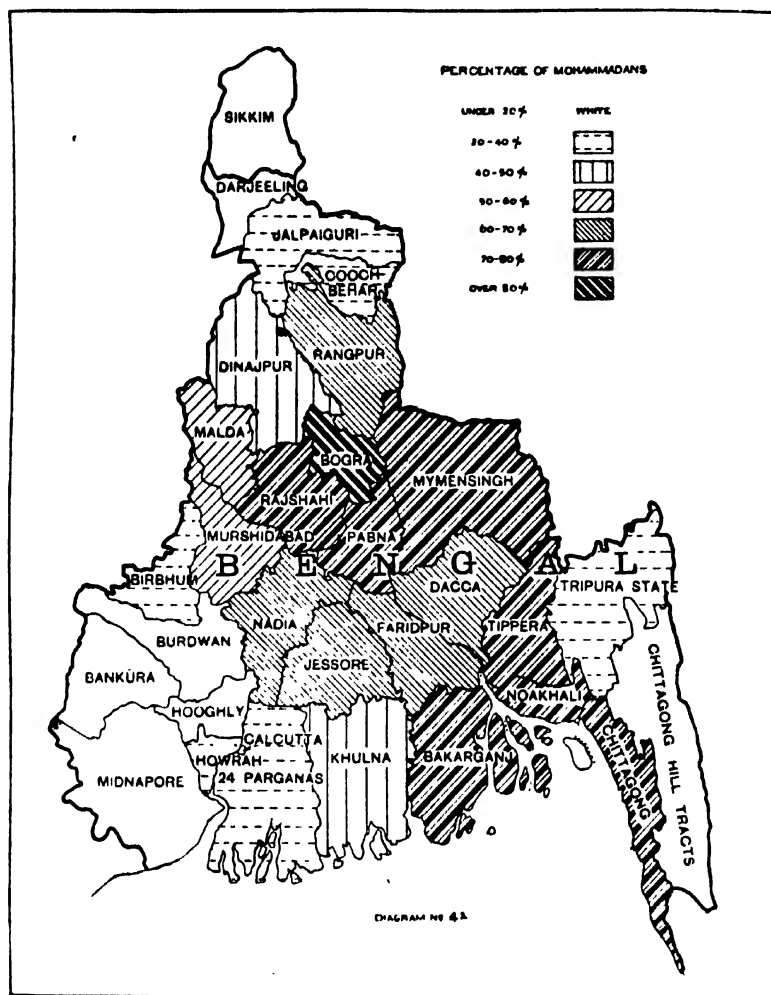 PERCENTAGE OF MOHAMMADANS
UNDER 20% WHITE
20-40%
40-50%
50-60%
60-70%
70-80%
OVER 80%
SIKKIM
DARJEELING
JALPAIGURI
COOCH
BEHAR
RANGPUR
DINAJPUR
MALDA
BOGRA
RAJSHAHI
MYMENSINGH
MURSHIDABAD
PABNA
BENGAL
BIRBHUM
DACCA
TRIPURA STATE
BURDWAN
NADIA
FARIDPUR
TIPPERA
BANKURA
JESSORE
HOOGHLY
NOAKHALI
CHITTAGONG HILL TRACTS
CALCUTTA
HOWRAH
24 PARGANAS
KHULNA
BAKARGANJ
CHITTAGONG
MIDNAPORE
DIAGRAM NO 42